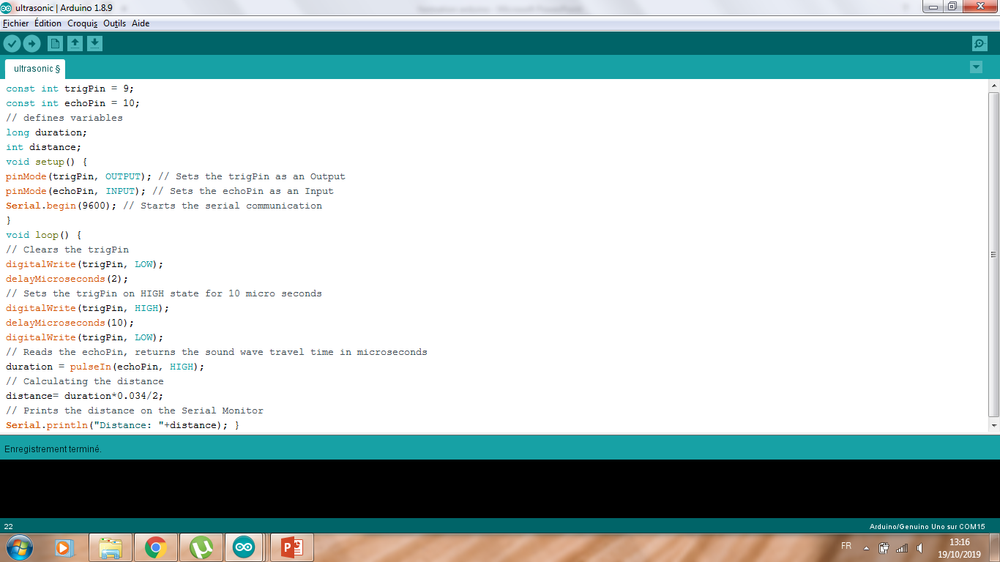 ultrasonic | Arduino 1.8.9
Fichier Édition Croquis Outils Aide
ultrasonic §
const int trigPin = 9;
const int echoPin = 10;
// defines variables
long duration;
int distance;
void setup() {
pinMode(trigPin, OUTPUT); // Sets the trigPin as an Output
pinMode(echoPin, INPUT); // Sets the echoPin as an Input
Serial.begin(9600); // Starts the serial communication
}
void loop() {
// Clears the trigPin
digitalWrite(trigPin, LOW);
delayMicroseconds(2);
// Sets the trigPin on HIGH state for 10 micro seconds
digitalWrite(trigPin, HIGH);
delayMicroseconds(10);
digitalWrite(trigPin, LOW);
// Reads the echoPin, returns the sound wave travel time in microseconds
duration = pulseIn(echoPin, HIGH);
// Calculating the distance
distance= duration*0.034/2;
// Prints the distance on the Serial Monitor
Serial.println("Distance: "+distance); }
Enregistrement terminé.
22
Arduino/Genuino Uno sur COM15
FR
13:16
19/10/2019